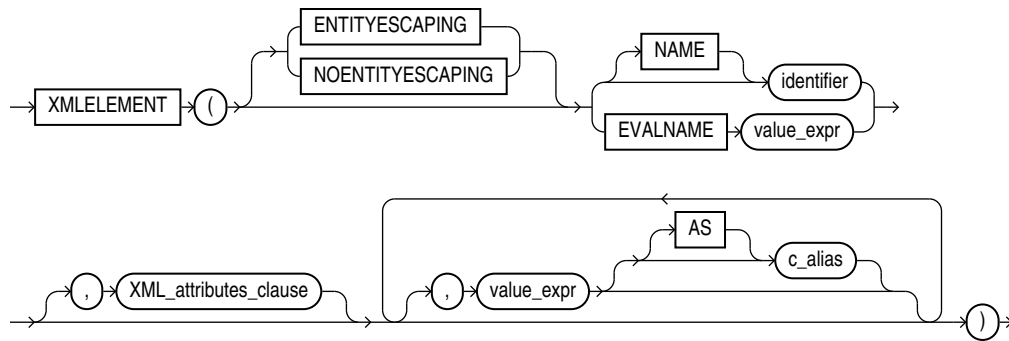 ENTITYESCAPING
NOENTITYESCAPING
NAME
identifier
XMLELEMENT (
EVALNAME value_expr
AS
c_alias
, XML_attributes_clause , value_expr
)